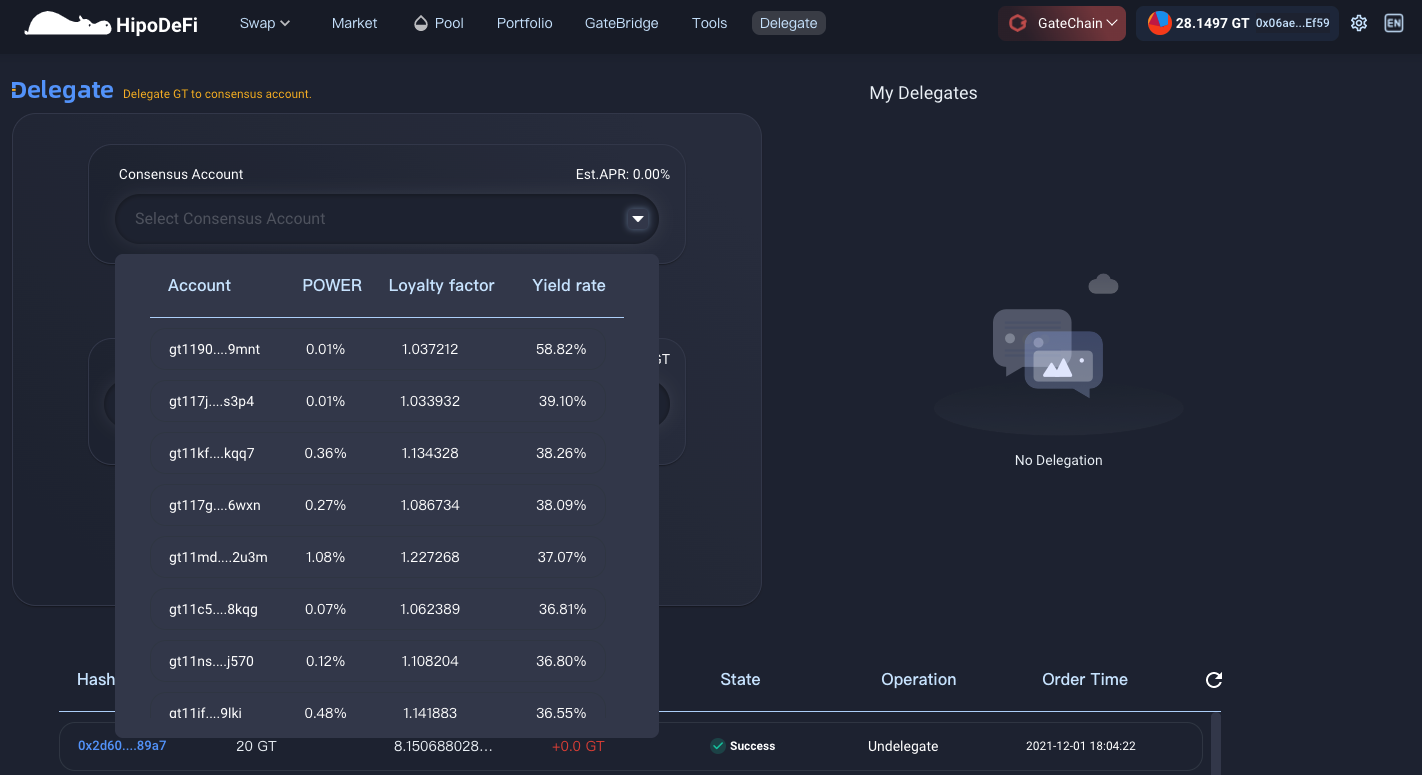 HipoDeFi Swap Market Pool Portfolio GateBridge Tools Delegate GateChain 28.1497 GT 0x06ae...Ef59 EN
Delegate Delegate GT to consensus account.
My Delegates
Consensus Account Est.APR: 0.00%
Select Consensus Account
Account POWER Loyalty factor Yield rate
gt1190....9mnt 0.01% 1.037212 58.82%
GT
gt117j....s3p4 0.01% 1.033932 39.10%
gt11kf....kqq7 0.36% 1.134328 38.26%
No Delegation
gt117g....6wxn 0.27% 1.086734 38.09%
gt11md....2u3m 1.08% 1.227268 37.07%
gt11c5....8kqg 0.07% 1.062389 36.81%
gt11ns....j570 0.12% 1.108204 36.80%
Hash State Operation Order Time
gt11if....9lki 0.48% 1.141883 36.55%
0x2d60....89a7 20 GT 8.150688028... +0.0 GT Success Undelegate 2021-12-01 18:04:22